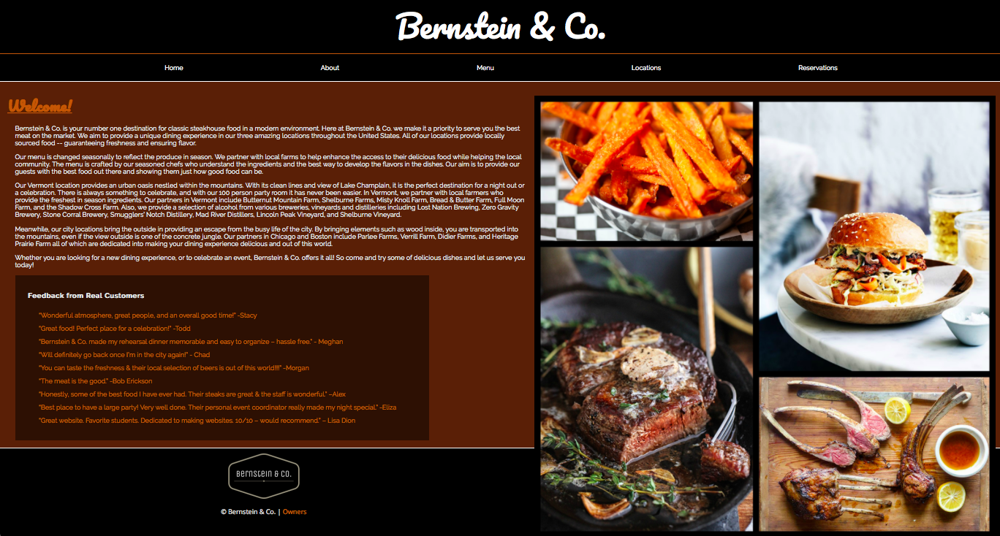 Bernstein & Co.
Home
About
Menu
Locations
Reservations
Welcome!
Bernstein & Co. is your number one destination for classic steakhouse food in a modern environment. Here at Bernstein & Co. we make it a priority to serve you the best
meat on the market. We aim to provide a unique dining experience in our three amazing locations throughout the United States. All of our locations provide locally
sourced food -- guaranteeing freshness and ensuring flavor.
Our menu is changed seasonally to reflect the produce in season. We partner with local farms to help enhance the access to their delicious food while helping the local
community. The menu is crafted by our seasoned chefs who understand the ingredients and the best way to develop the flavors in the dishes. Our aim is to provide our
guests with the best food out there and showing them just how good food can be.
Our Vermont location provides an urban oasis nestled within the mountains. With its clean lines and view of Lake Champlain, it is the perfect destination for a night out or
a celebration. There is always something to celebrate, and with our 100 person party room it has never been easier. In Vermont, we partner with local farmers who
provide the freshest in season ingredients. Our partners in Vermont include Butternut Mountain Farm, Shelburne Farms, Misty Knoll Farm, Bread & Butter Farm, Full Moon
Farm, and the Shadow Cross Farm. Also, we provide a selection of alcohol from various breweries, vineyards and distilleries including Lost Nation Brewing, Zero Gravity
Brewery, Stone Corral Brewery, Smugglers' Notch Distillery, Mad River Distillers, Lincoln Peak Vineyard, and Shelburne Vineyard.
Meanwhile, our city locations bring the outside in providing an escape from the busy life of the city. By bringing elements such as wood inside, you are transported into
the mountains, even if the view outside is one of the concrete jungle. Our partners in Chicago and Boston include Parlee Farms, Verrill Farm, Didier Farms, and Heritage
Prairie Farm all of which are dedicated into making your dining experience delicious and out of this world.
Whether you are looking for a new dining experience, or to celebrate an event, Bernstein & Co. offers it all! So come and try some of delicious dishes and let us serve you
today!
Feedback from Real Customers
"Wonderful atmosphere, great people, and an overall good time!" -Stacy
"Great food! Perfect place for a celebration!" -Todd
"Bernstein & Co. made my rehearsal dinner memorable and easy to organize – hassle free." - Meghan
"Will definitely go back once I'm in the city again!" - Chad
"You can taste the freshness & their local selection of beers is out of this world!!!" -Morgan
"The meat is the good." -Bob Erickson
"Honestly, some of the best food I have ever had. Their steaks are great & the staff is wonderful." –Alex
"Best place to have a large party! Very well done. Their personal event coordinator really made my night special." -Eliza
"Great website. Favorite students. Dedicated to making websites. 10/10 – would recommend." – Lisa Dion
Bernstein & Co.
© Bernstein & Co. | Owners